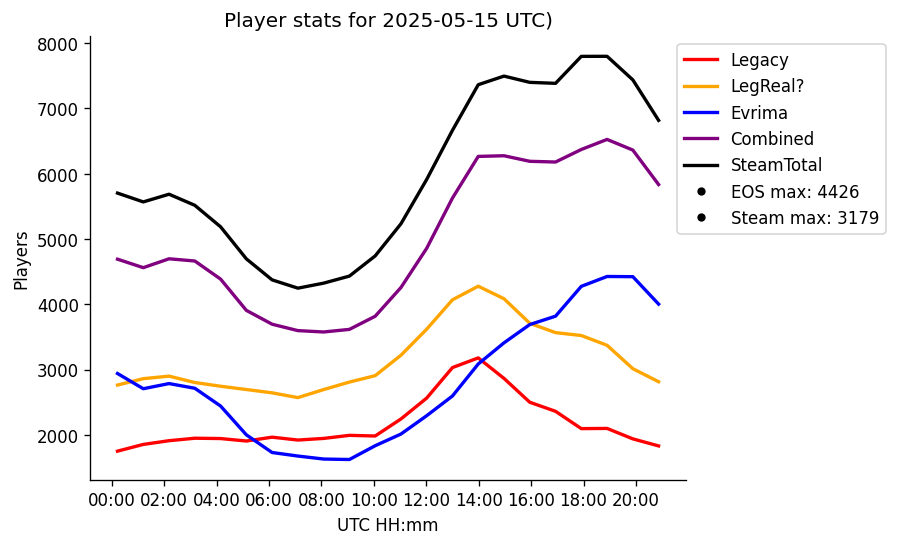 Player stats for 2025-05-15 UTC)
8000
7000
6000
5000
4000
3000
2000
Players
00:00 02:00 04:00 06:00 08:00 10:00 12:00 14:00 16:00 18:00 20:00
UTC HH:mm
Legacy
LegReal?
Evrima
Combined
SteamTotal
EOS max: 4426
Steam max: 3179